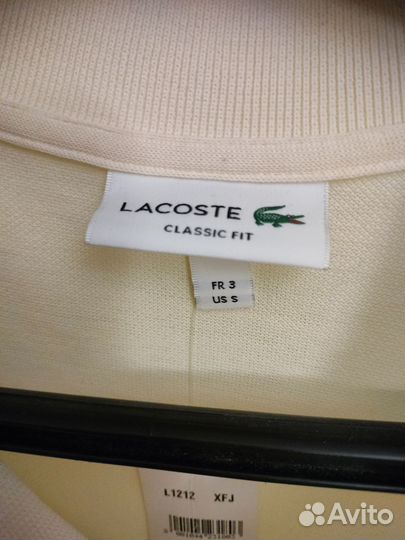 LACOSTE
CLASSIC FIT
FR 3
US S
L1212 XFJ
Avito